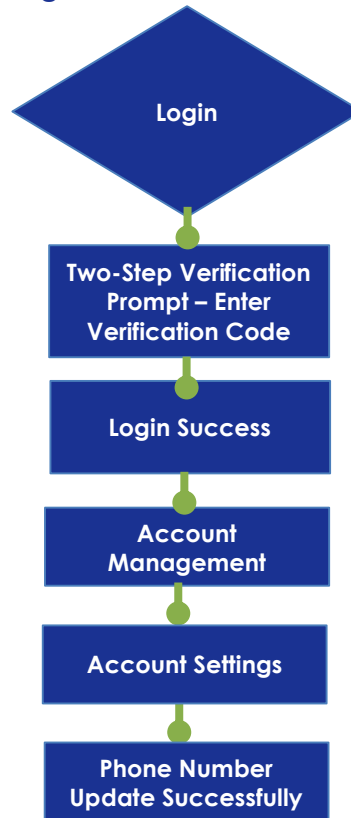 Login
Two-Step Verification
Prompt – Enter
Verification Code
Login Success
Account
Management
Account Settings
Phone Number
Update Successfully